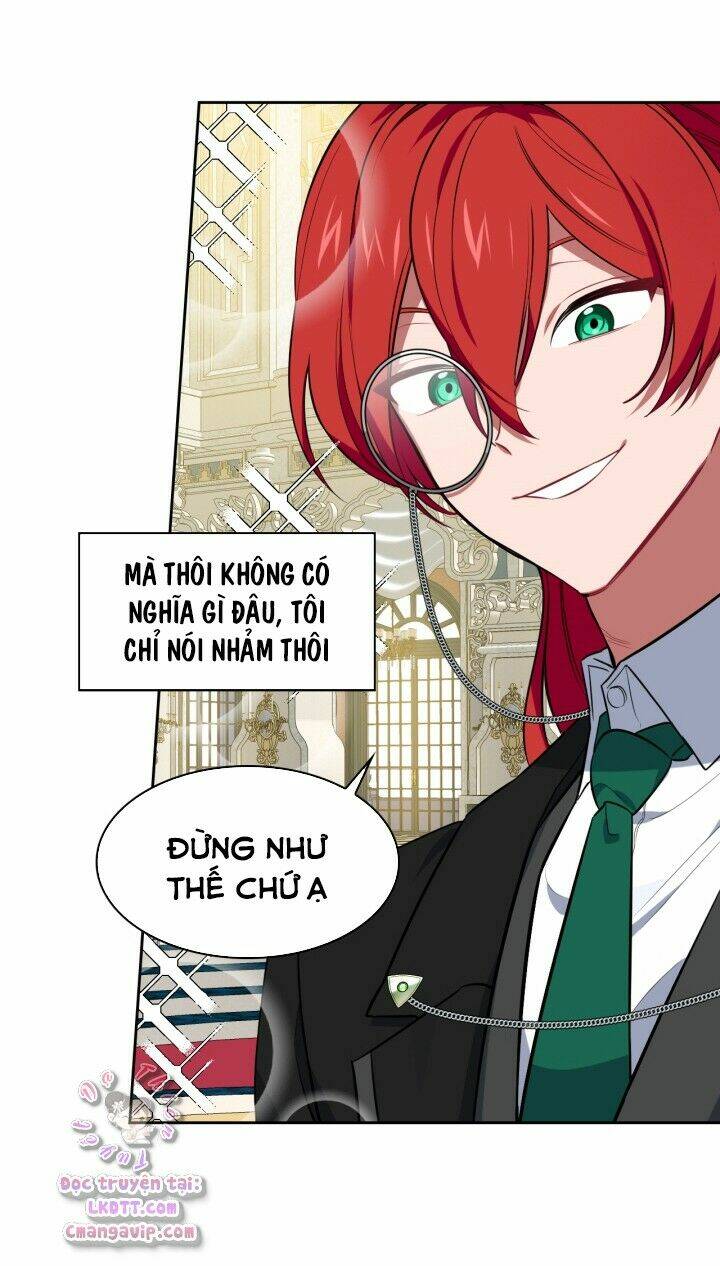 MÀ THÔI KHÔNG CÓ
NGHĨA GÌ ĐÂU, TÔI
CHỈ NÓI NHẢM THÔI
ĐỪNG NHƯ
THẾ CHỨ Ạ
Đọc truyện tại:
LKDTT.com
Cmangavip.com